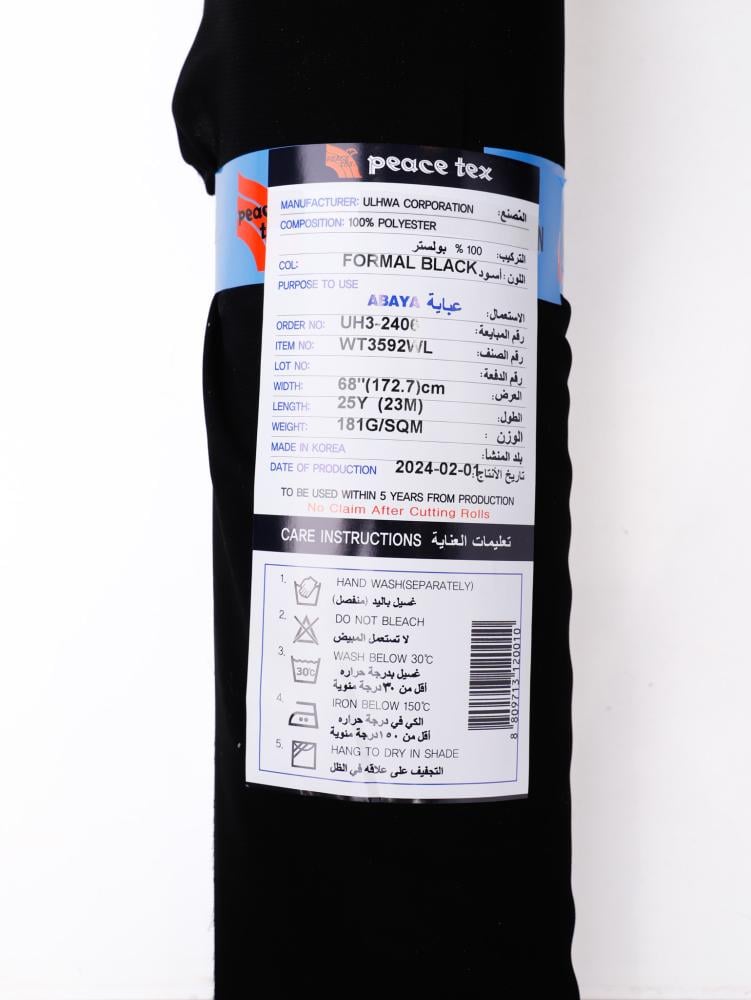 peace tex
MANUFACTURER: ULHWA CORPORATION المصنع:
COMPOSITION: 100% POLYESTER
التركيب: 100 % بولستر
COL: FORMAL BLACK اللون: أسود
PURPOSE TO USE
ABAYA عباية الاستعمال:
ORDER NO: UH3-2406 رقم المبايعة:
ITEM NO: WT3592WL رقم الصنف:
LOT NO: رقم الدفعة:
WIDTH: 68"(172.7)cm العرض:
LENGTH: 25Y (23M) الطول:
WEIGHT: 181G/SQM الوزن :
MADE IN KOREA بلد المنشأ:
DATE OF PRODUCTION 2024-02-01 تاريخ الأنتاج:
TO BE USED WITHIN 5 YEARS FROM PRODUCTION
No Claim After Cutting Rolls
CARE INSTRUCTIONS تعليمات العناية
1. HAND WASH(SEPARATELY)
غسيل باليد (منفصل)
2. DO NOT BLEACH
لا تستعمل المبيض
3. WASH BELOW 30℃
30℃ غسيل بدرجة حراره
أقل من ٣٠ درجة منوية
4. IRON BELOW 150℃
الكي في درجة حراره
أقل من ١٥٠ درجة منوية
5. HANG TO DRY IN SHADE
التجفيف على علاقه في الظل
8 809713 120010